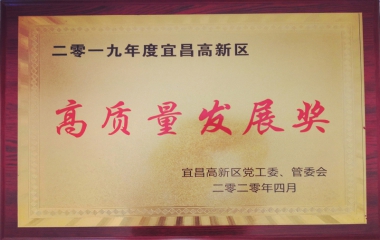 二零一九年度宜昌高新区
高质量发展奖
宜昌高新区党工委、管委会
二零二零年四月